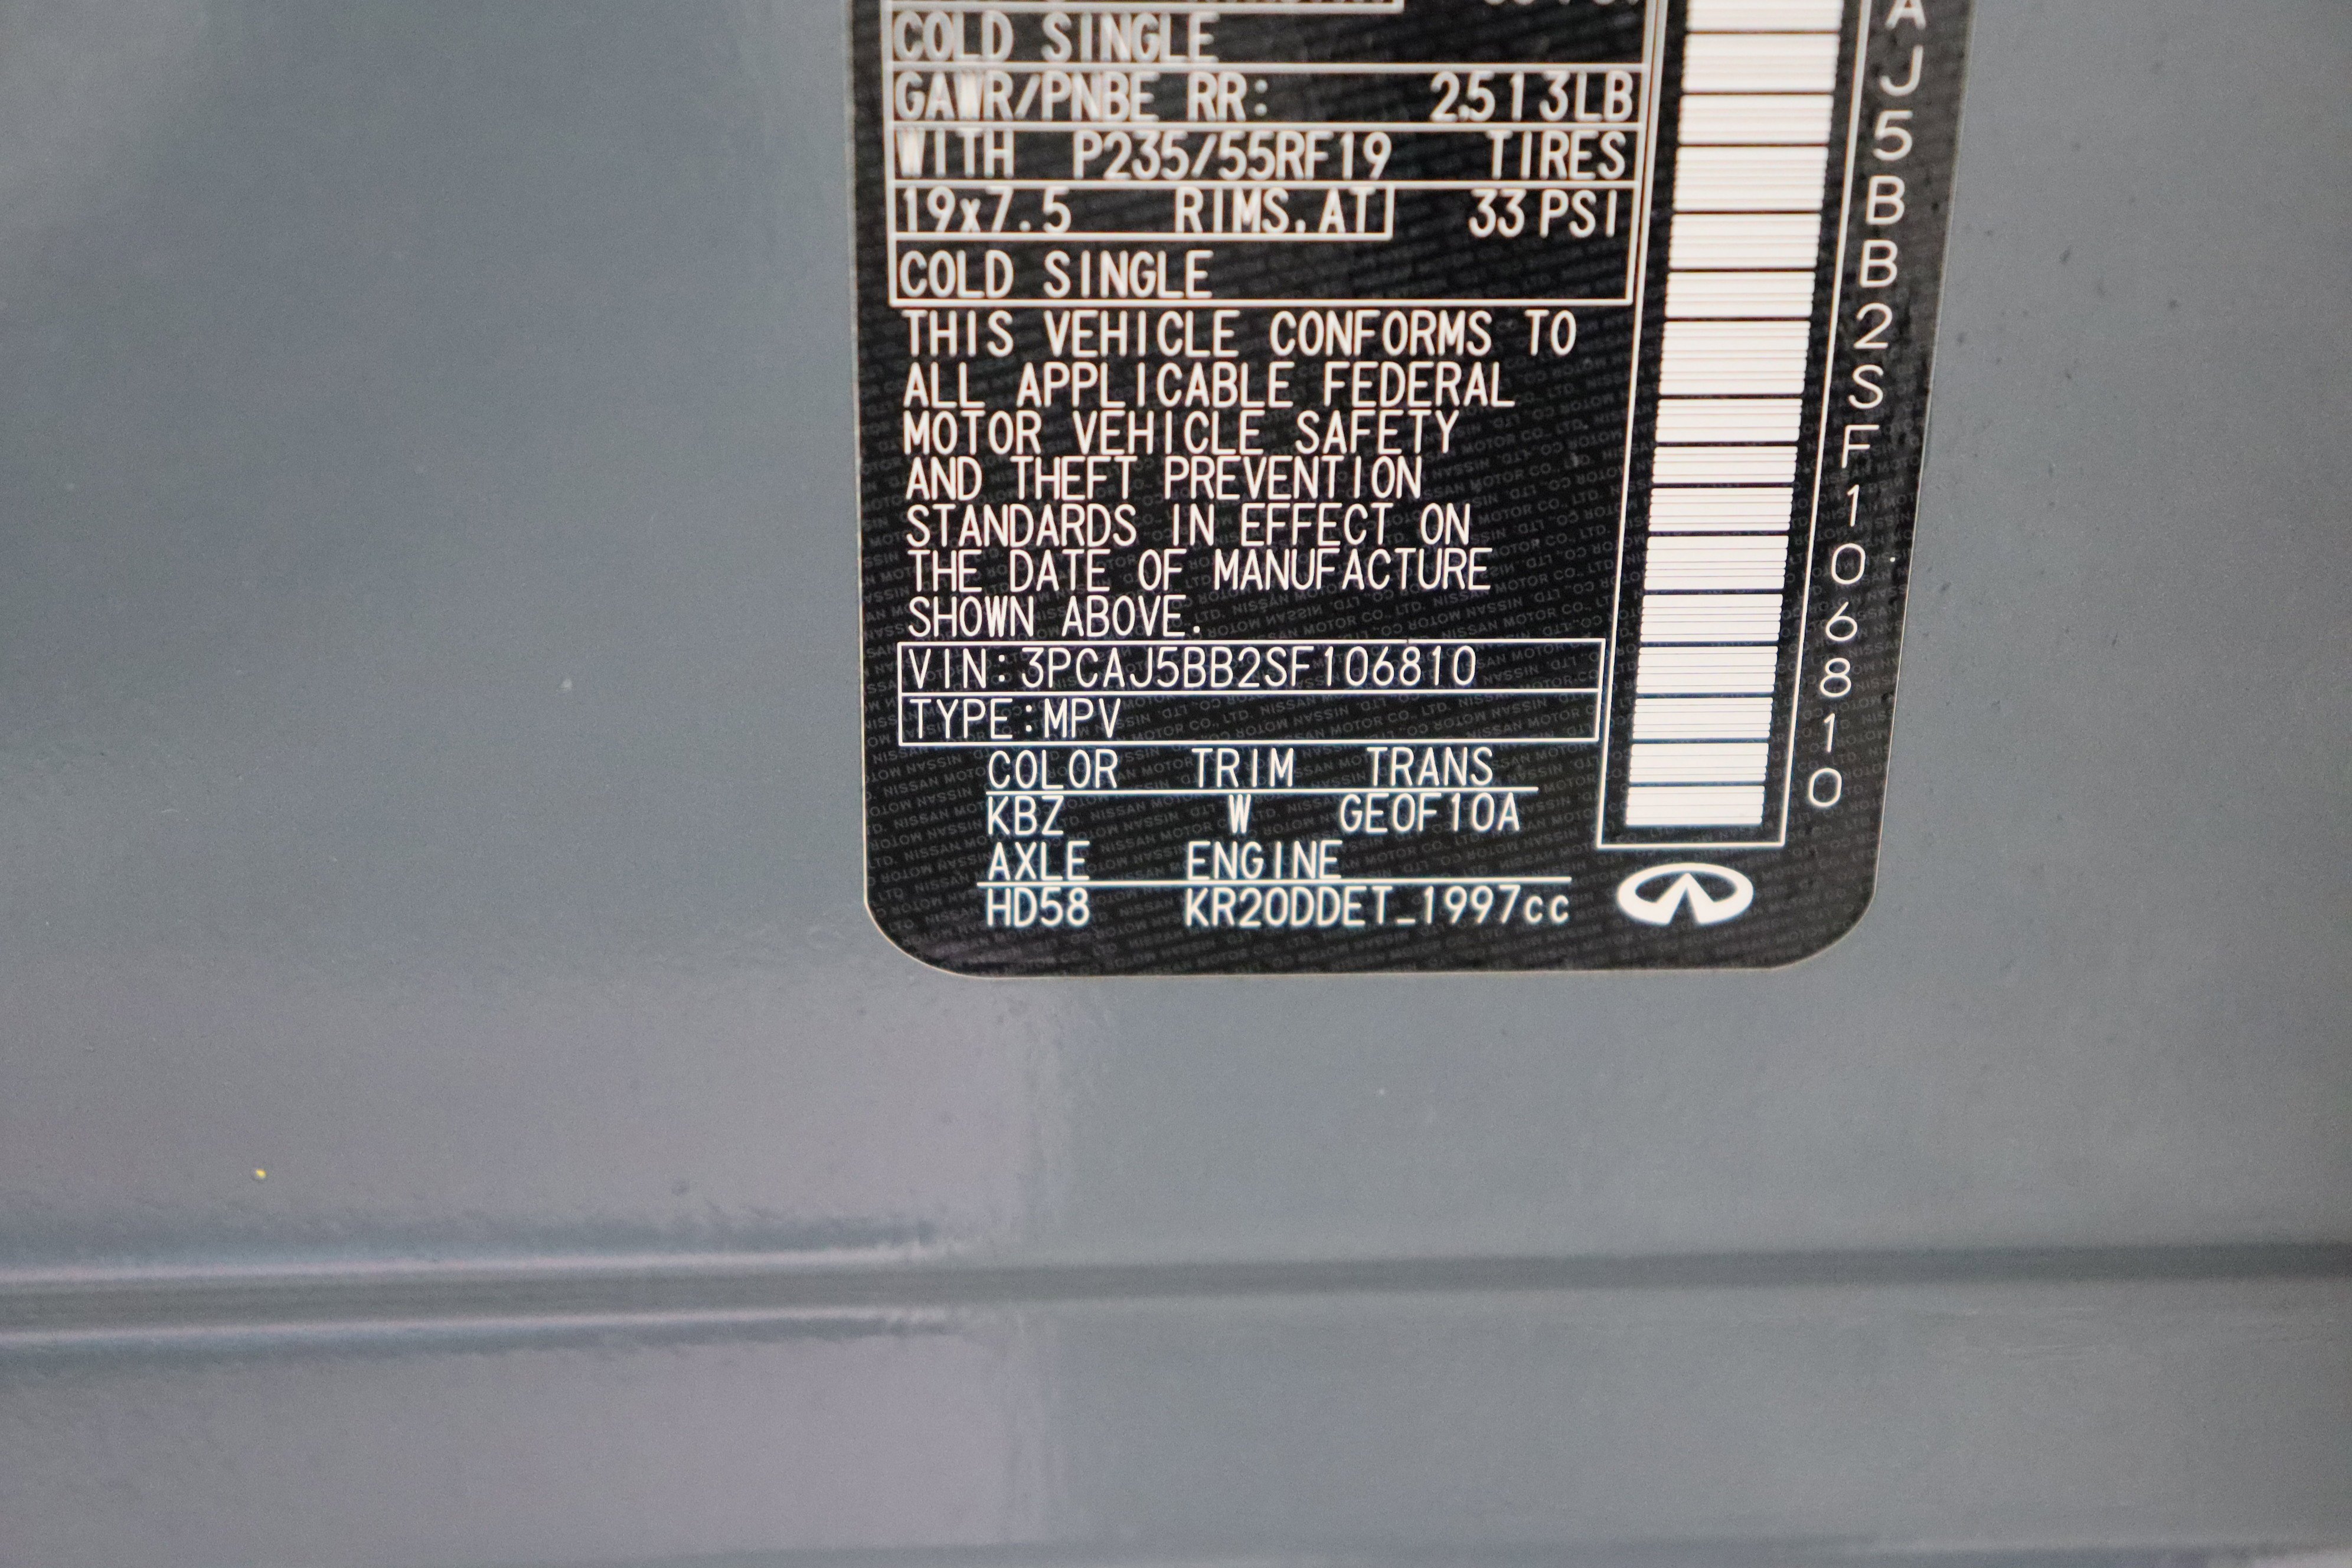 COLD SINGLE
GAWR/PNBE RR: 2,513LB
WITH P235/55RF19 TIRES
19x7.5 RIMS.AT 33 PSI
COLD SINGLE
THIS VEHICLE CONFORMS TO
ALL APPLICABLE FEDERAL
MOTOR VEHICLE SAFETY
AND THEFT PREVENTION
STANDARDS IN EFFECT ON
THE DATE OF MANUFACTURE
SHOWN ABOVE.
VIN:3PCAJ5BB2SF106810
TYPE:MPV
COLOR TRIM TRANS
KBZ W GE0F10A
AXLE ENGINE
HD58 KR20DDET_1997cc
AJ5BB2SF106810